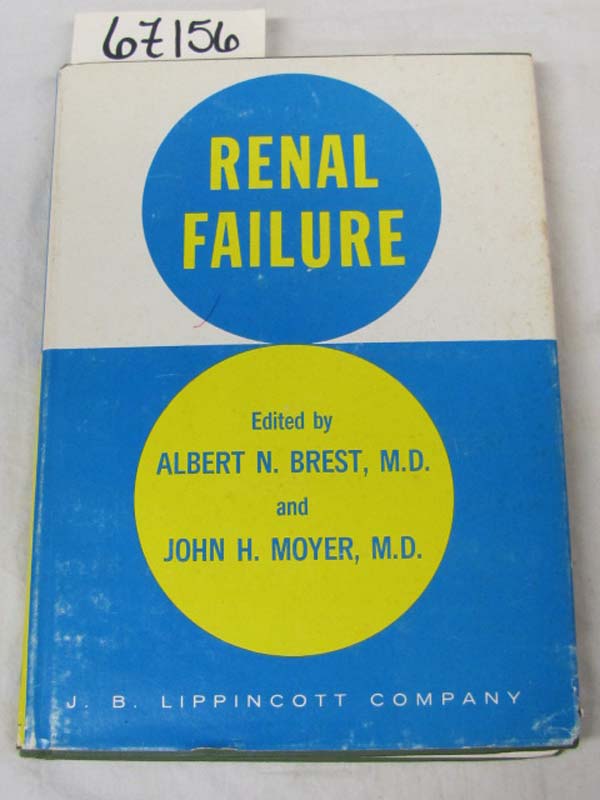 67156
RENAL
FAILURE
Edited by
ALBERT N. BREST, M.D.
and
JOHN H. MOYER, M.D.
J. B. LIPPINCOTT COMPANY